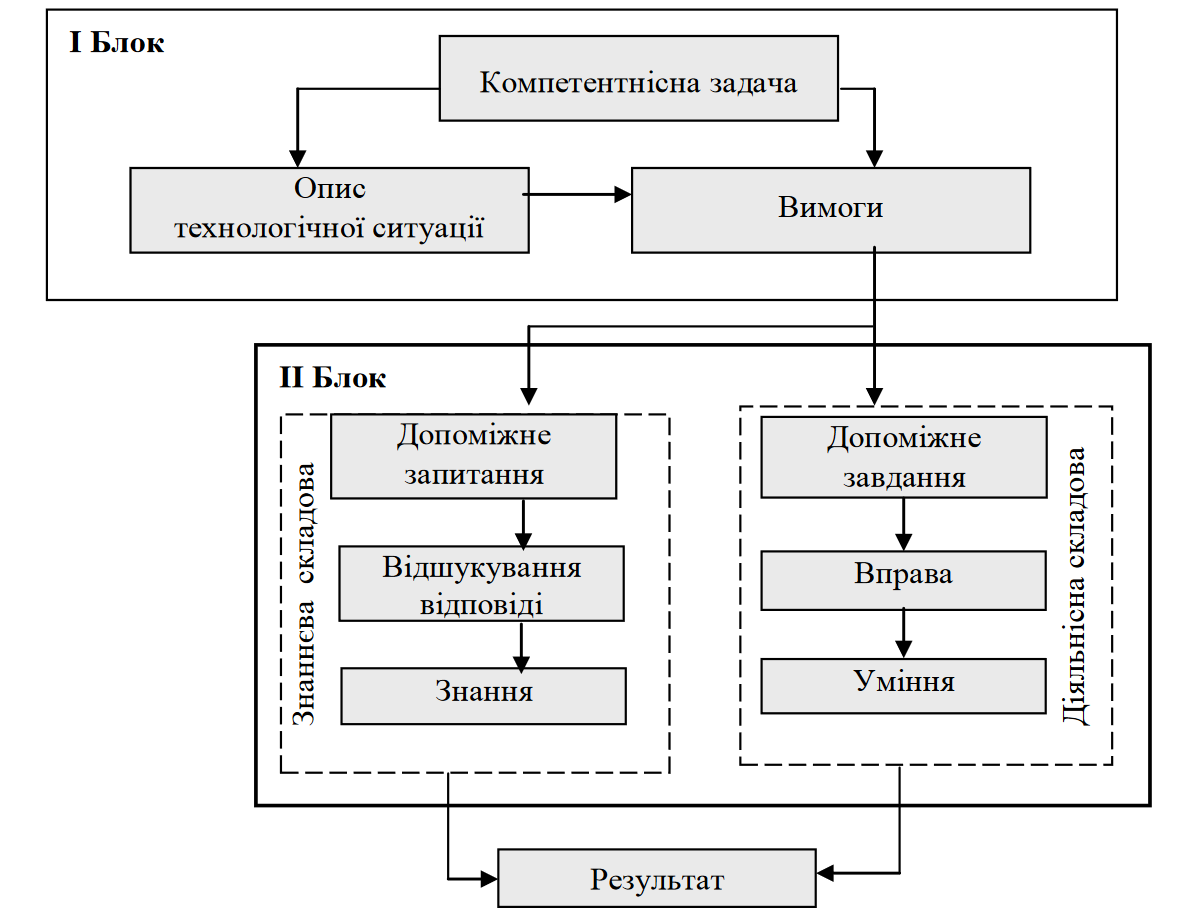 І Блок
Компетентнісна задача
Опис
технологічної ситуації
Вимоги
ІІ Блок
Знаннєва складова
Допоміжне
запитання
Відшукування
відповіді
Знання
Допоміжне
завдання
Вправа
Уміння
Діяльнісна складова
Результат